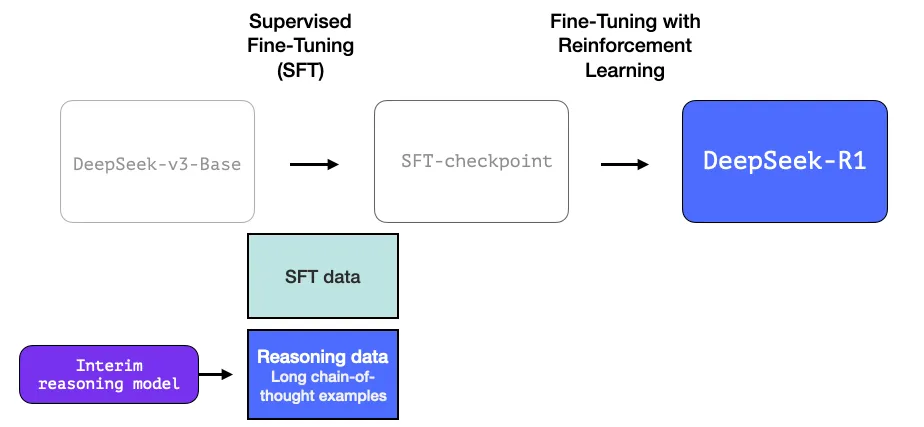 Supervised
Fine-Tuning
(SFT)
Fine-Tuning with
Reinforcement
Learning
DeepSeek-v3-Base
SFT-checkpoint
DeepSeek-R1
SFT data
Interim
reasoning model
Reasoning data
Long chain-of-
thought examples